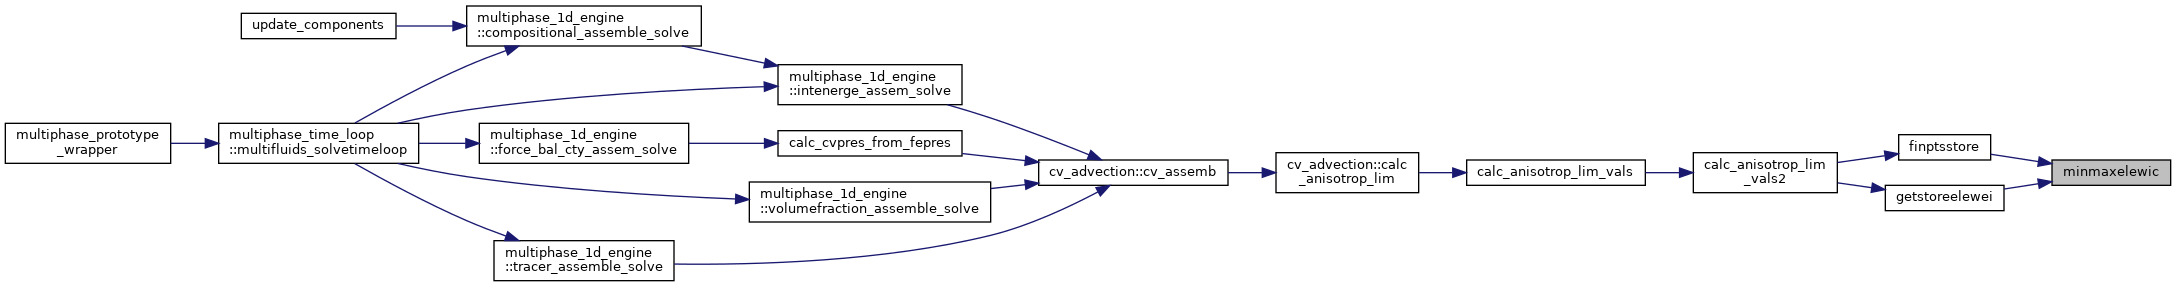 update_components
multiphase_1d_engine
::compositional_assemble_solve
multiphase_1d_engine
::intenerge_assem_solve
multiphase_prototype
_wrapper
multiphase_time_loop
::multifluids_solvetimeloop
multiphase_1d_engine
::force_bal_cty_assem_solve
calc_cvpres_from_fepres
multiphase_1d_engine
::volumefraction_assemble_solve
multiphase_1d_engine
::tracer_assemble_solve
cv_advection::cv_assemb
cv_advection::calc
_anisotrop_lim
calc_anisotrop_lim_vals
calc_anisotrop_lim
_vals2
finptsstore
getstoreelewei
minmaxelewic